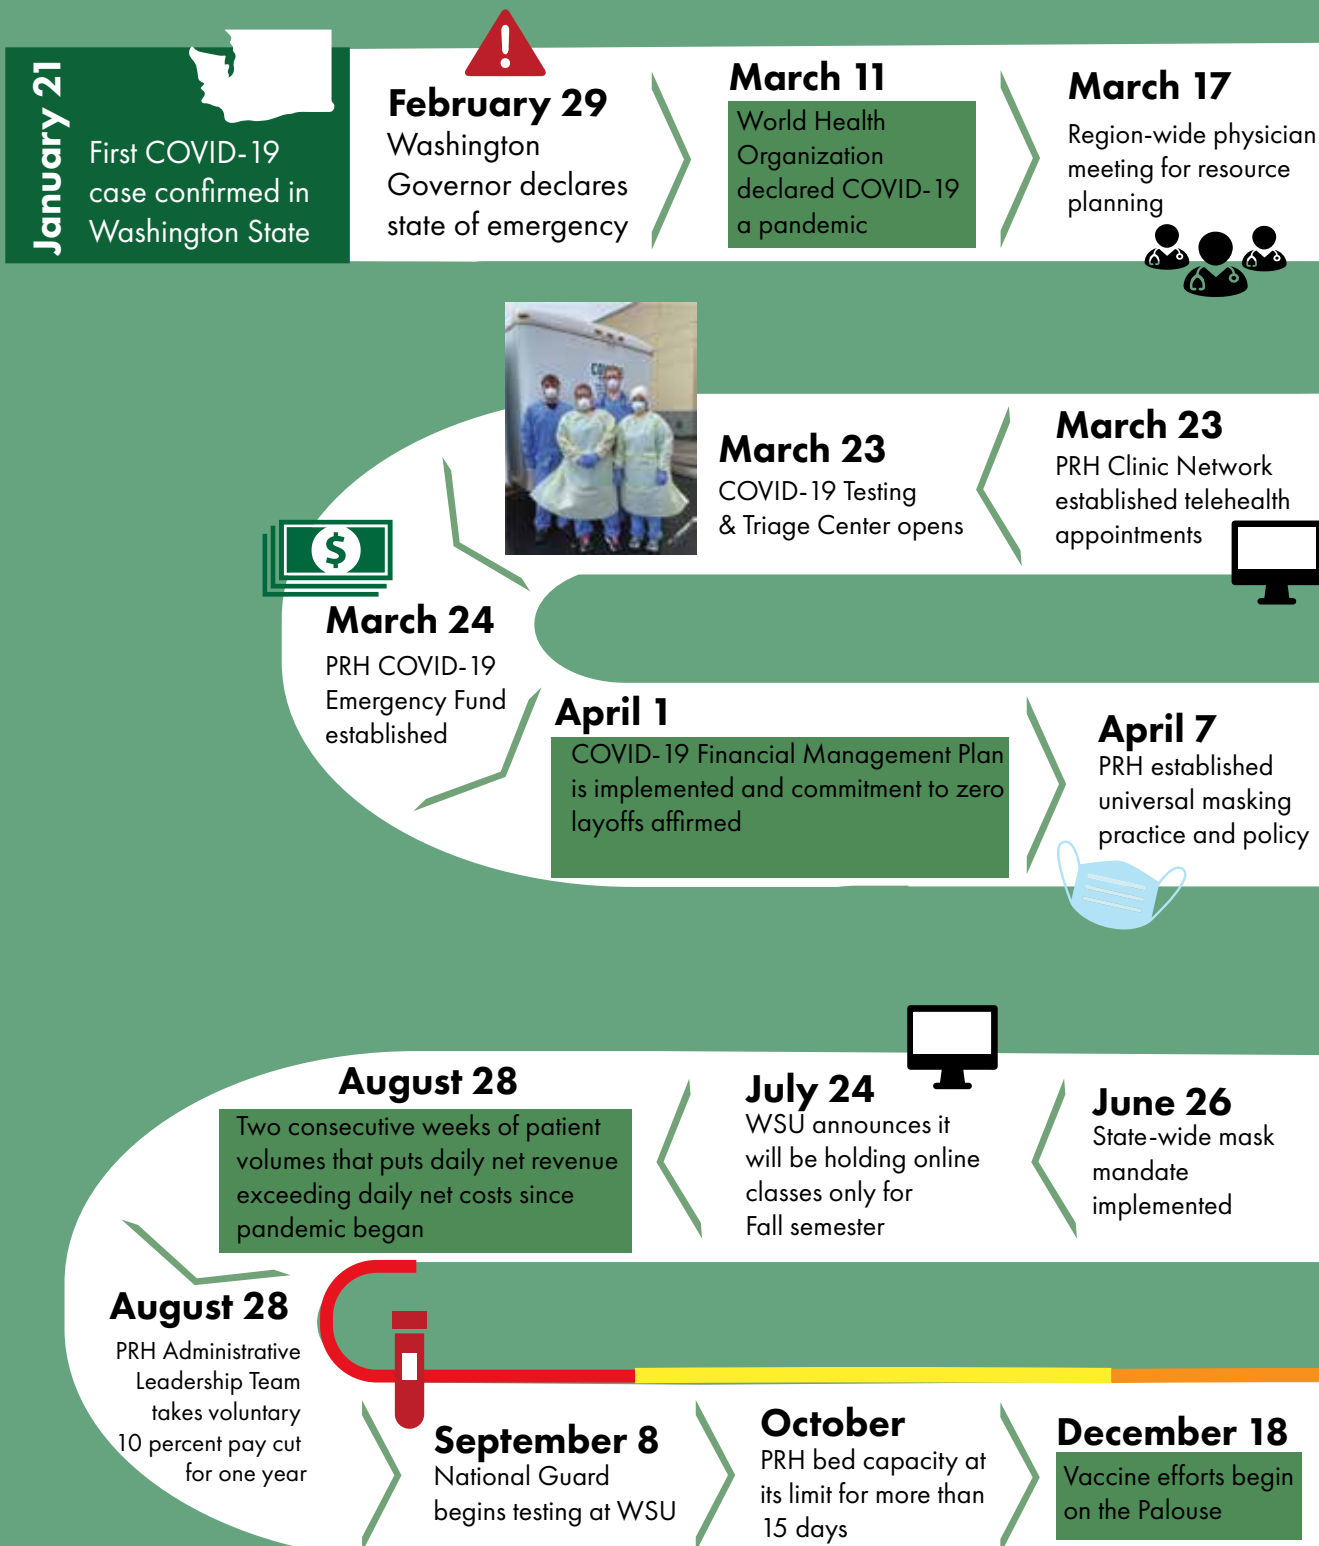 January 21
First COVID-19
case confirmed in
Washington State
February 29
Washington
Governor declares
state of emergency
March 11
World Health
Organization
declared COVID-19
a pandemic
March 17
Region-wide physician
meeting for resource
planning
March 23
PRH Clinic Network
established telehealth
appointments
March 23
COVID-19 Testing
& Triage Center opens
March 24
PRH COVID-19
Emergency Fund
established
April 1
COVID-19 Financial Management Plan
is implemented and commitment to zero
layoffs affirmed
April 7
PRH established
universal masking
practice and policy
June 26
State-wide mask
mandate
implemented
July 24
WSU announces it
will be holding online
classes only for
Fall semester
August 28
Two consecutive weeks of patient
volumes that puts daily net revenue
exceeding daily net costs since
pandemic began
August 28
PRH Administrative
Leadership Team
takes voluntary
10 percent pay cut
for one year
September 8
National Guard
begins testing at WSU
October
PRH bed capacity at
its limit for more than
15 days
December 18
Vaccine efforts begin
on the Palouse